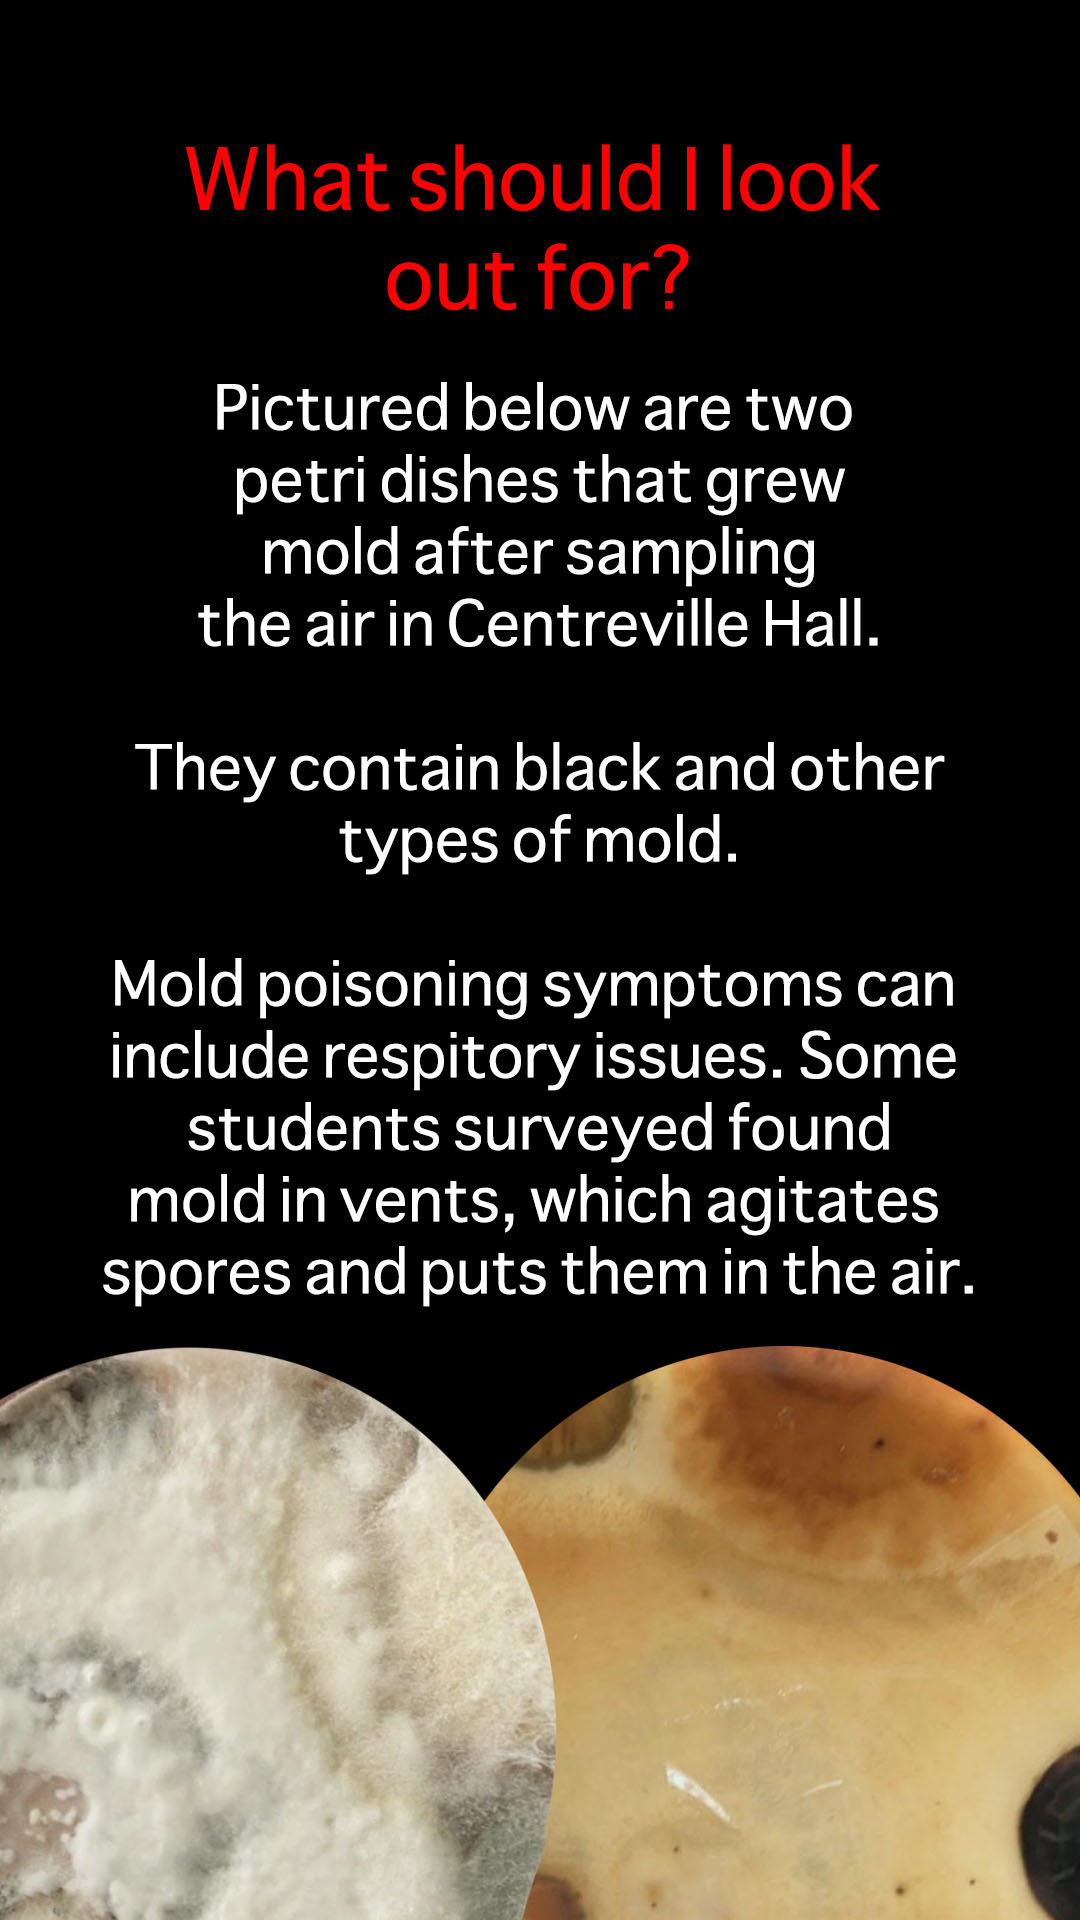 What should I look
out for?
Pictured below are two
petri dishes that grew
mold after sampling
the air in Centreville Hall.
They contain black and other
types of mold.
Mold poisoning symptoms can
include respitory issues. Some
students surveyed found
mold in vents, which agitates
spores and puts them in the air.